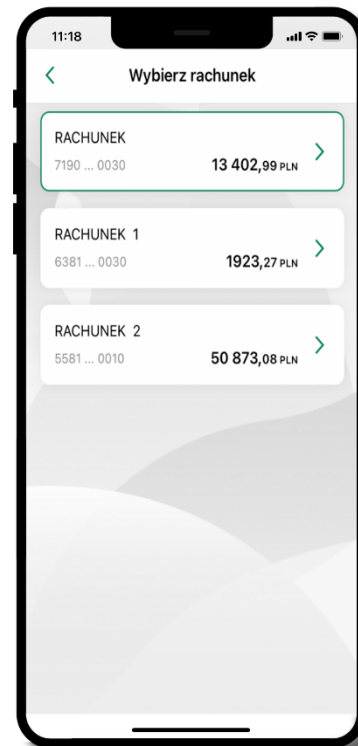 11:18
Wybierz rachunek
RACHUNEK
7190 ... 0030 13 402,99 PLN
RACHUNEK 1
6381 ... 0030 1923,27 PLN
RACHUNEK 2
5581 ... 0010 50 873,08 PLN